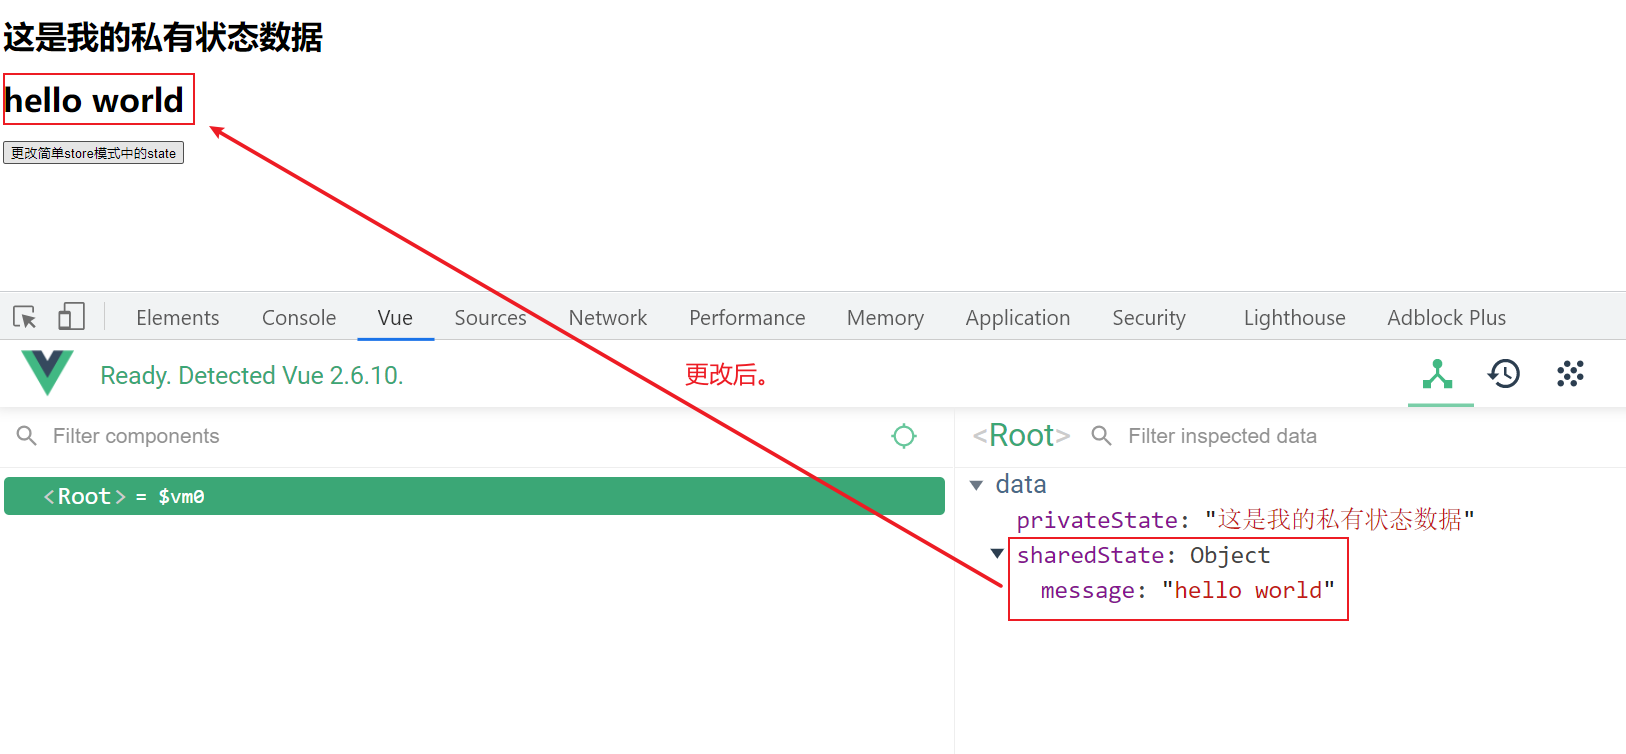 这是我的私有状态数据
hello world
更改简单store模式中的state
Elements Console Vue Sources Network Performance Memory Application Security Lighthouse Adblock Plus
Ready. Detected Vue 2.6.10.
更改后。
Filter components
<Root> Filter inspected data
<Root> = $vm0
data
privateState: "这是我的私有状态数据"
sharedState: Object
message: "hello world"